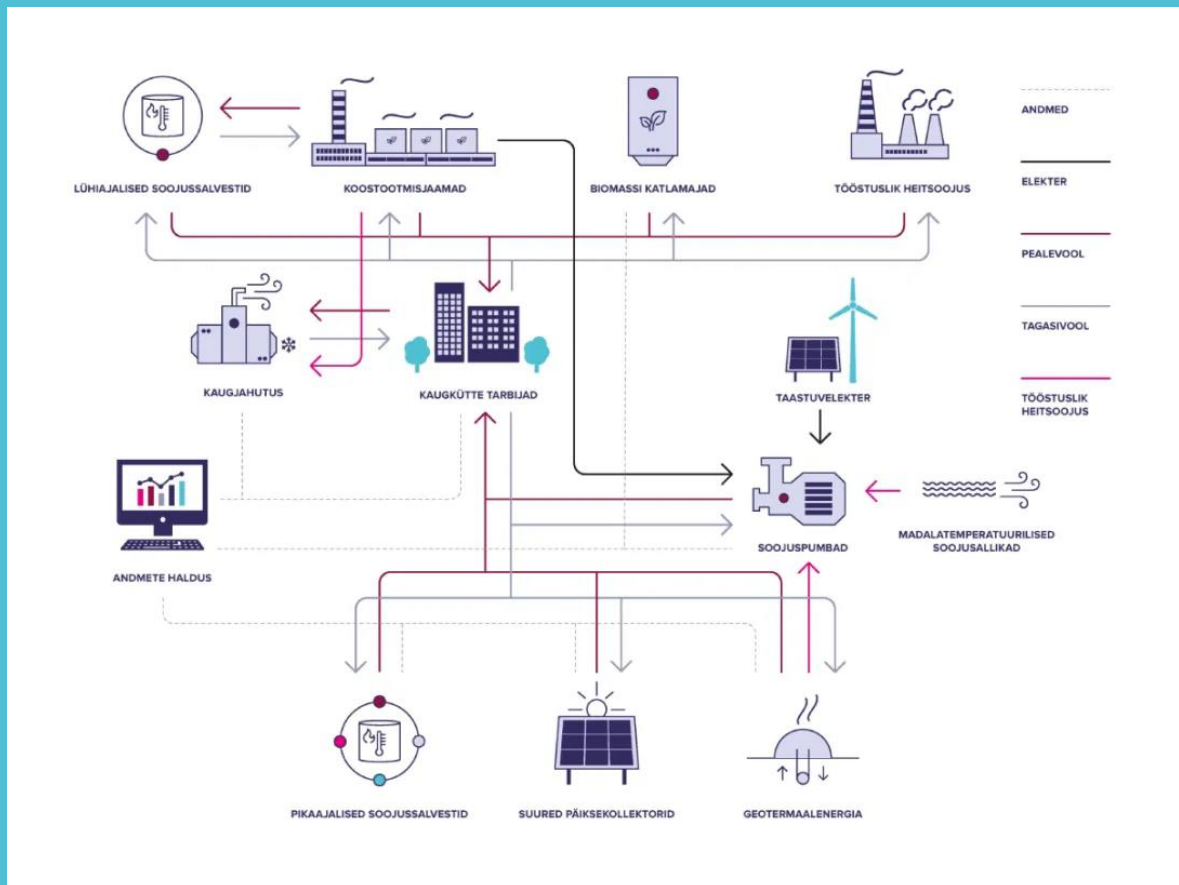 LÜHIAJALISED SOOJUSSALVESTID
KOOSTOOTMISJAAMAD
BIOMASSI KATLAMAJAD
TÖÖSTUSLIK HEITSOOJUS
ANDMED
ELEKTER
PEALEVOOL
TAGASIVOOL
TÖÖSTUSLIK
HEITSOOJUS
KAUGJAHUTUS
KAUGKÜTTE TARBIJAD
TAASTUVELEKTER
ANDMETE HALDUS
SOOJUSPUMBAD
MADALATEMPERATUURILISED
SOOJUSALLIKAD
PIKAAJALISED SOOJUSSALVESTID
SUURED PÄIKSEKOLLEKTORID
GEOTERMAALENERGIA